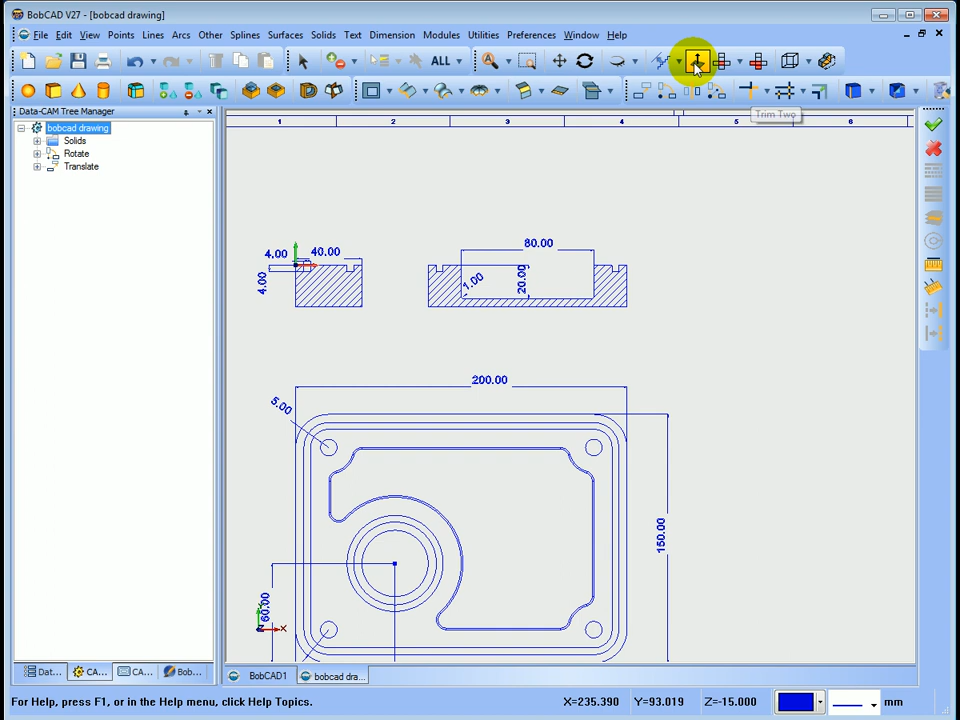 BobCAD V27 - [bobcad drawing]
File Edit View Points Lines Arcs Other Splines Surfaces Solids Text Dimension Modules Utilities Preferences Window Help
ALL
Trim Two
Data-CAM Tree Manager
bobcad drawing
Solids
Rotate
Translate
1 2 3 4 5 6
4.00 40.00
4.00
80.00
1.00
20.00
200.00
5.00
150.00
60.00
X
Dat... CA... CA... Bob...
BobCAD1 bobcad dra...
For Help, press F1, or in the Help menu, click Help Topics. X=235.390 Y=93.019 Z=-15.000 mm